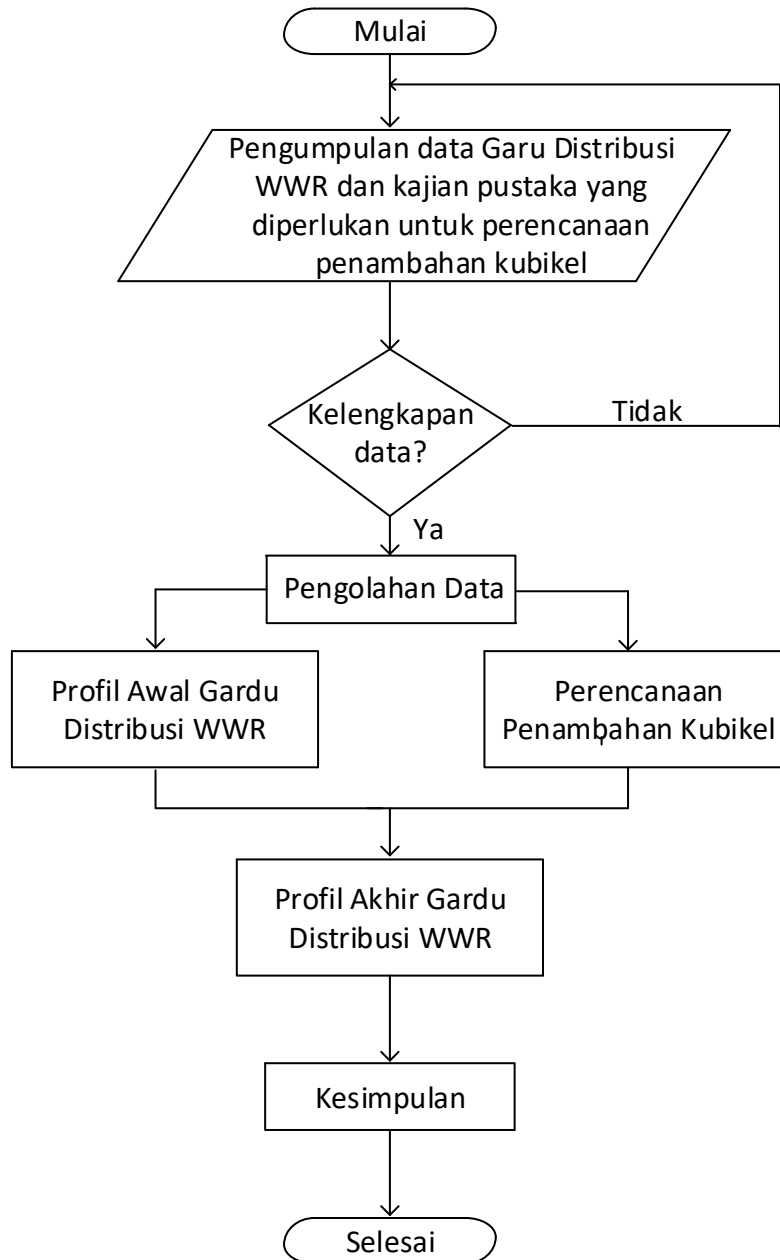 Mulai
Pengumpulan data Garu Distribusi
WWR dan kajian pustaka yang
diperlukan untuk perencanaan
penambahan kubikel
Kelengkapan
data?
Tidak
Ya
Pengolahan Data
Profil Awal Gardu
Distribusi WWR
Perencanaan
Penambahan Kubikel
Profil Akhir Gardu
Distribusi WWR
Kesimpulan
Selesai